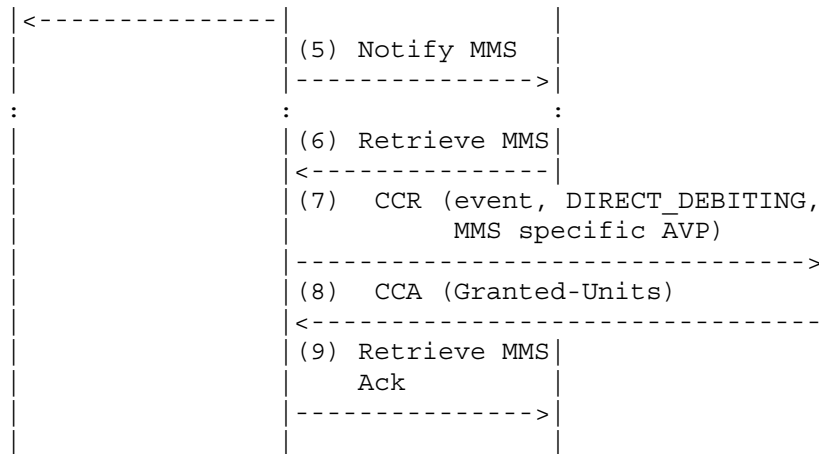 (5) Notify MMS
(6) Retrieve MMS
(7) CCR (event, DIRECT_DEBITING,
MMS specific AVP)
(8) CCA (Granted-Units)
(9) Retrieve MMS
Ack